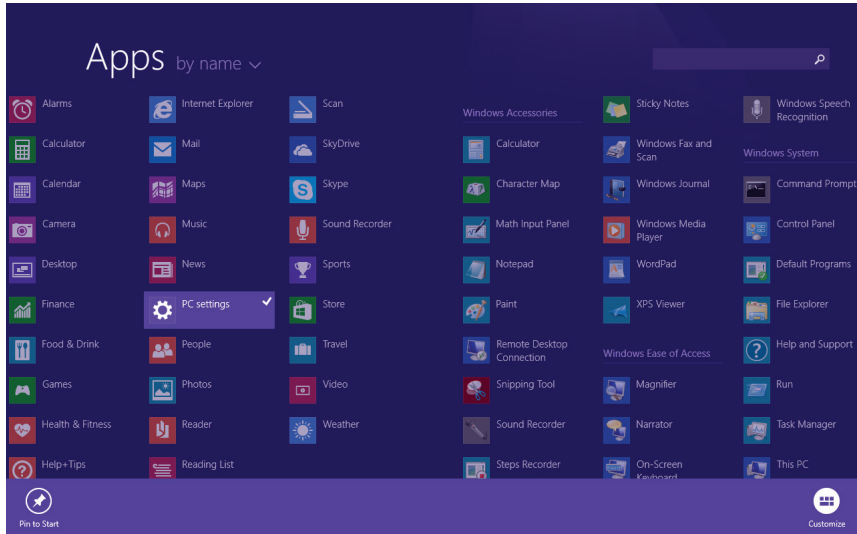 Apps by name
Alarms
Calculator
Calendar
Camera
Desktop
Finance
Food & Drink
Games
Health & Fitness
Help+Tips
Internet Explorer
Mail
Maps
Music
News
PC settings
People
Photos
Reader
Reading List
Scan
SkyDrive
Skype
Sound Recorder
Sports
Store
Travel
Video
Weather
Windows Accessories
Calculator
Character Map
Math Input Panel
Notepad
Paint
Remote Desktop
Connection
Snipping Tool
Sound Recorder
Steps Recorder
Sticky Notes
Windows Fax and
Scan
Windows Journal
Windows Media
Player
WordPad
XPS Viewer
Windows Ease of Access
Magnifier
Narrator
On-Screen
Keyboard
Windows Speech
Recognition
Windows System
Command Prompt
Control Panel
Default Programs
File Explorer
Help and Support
Run
Task Manager
This PC
Pin to Start
Customize